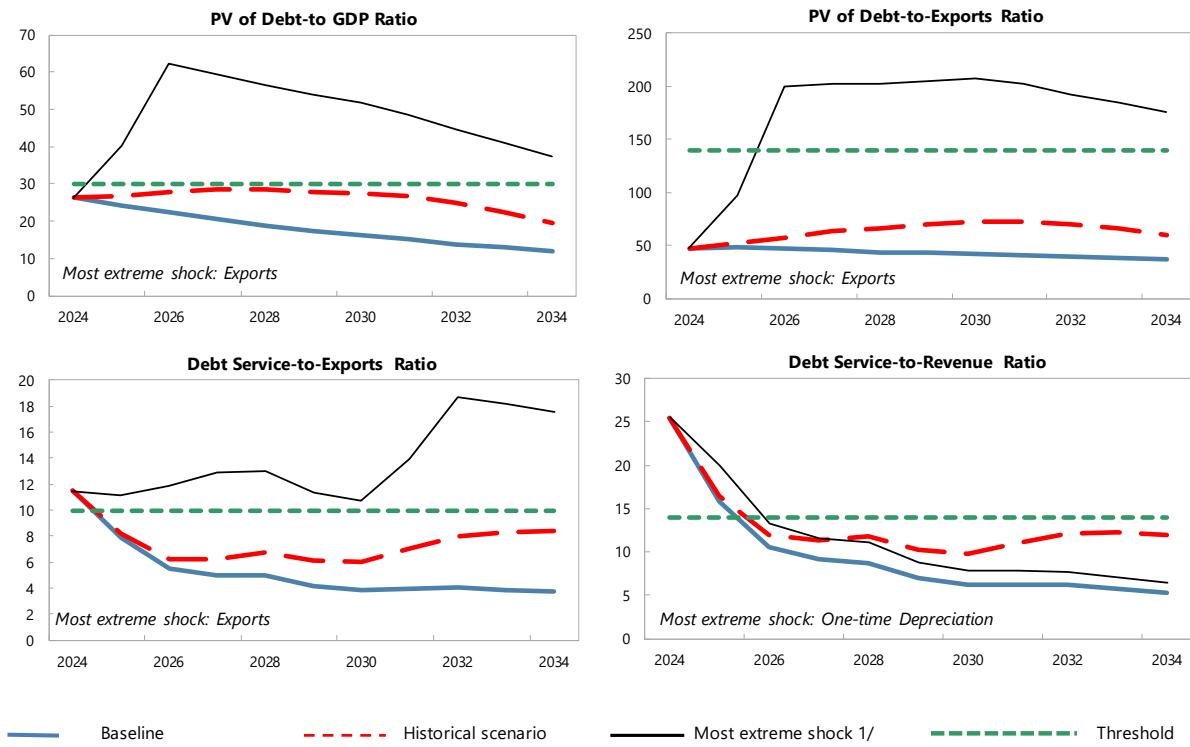 PV of Debt-to GDP Ratio
70
60
50
40
30
20
10
0
Most extreme shock: Exports
2024 2026 2028 2030 2032 2034
PV of Debt-to-Exports Ratio
250
200
150
100
50
0
Most extreme shock: Exports
2024 2026 2028 2030 2032 2034
Debt Service-to-Exports Ratio
20
18
16
14
12
10
8
6
4
2
0
Most extreme shock: Exports
2024 2026 2028 2030 2032 2034
Debt Service-to-Revenue Ratio
30
25
20
15
10
5
0
Most extreme shock: One-time Depreciation
2024 2026 2028 2030 2032 2034
Baseline Historical scenario Most extreme shock 1/ Threshold